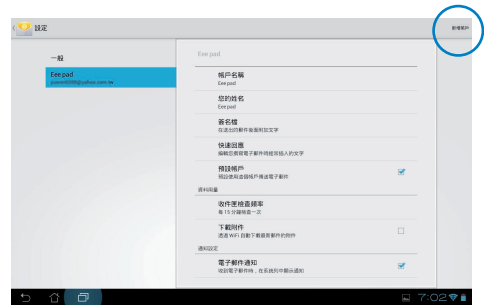 設定
新增帳戶
一般
Eee pad
Eee pad
帳戶名稱
Eee pad
您的姓名
Eee pad
簽名檔
在送出的郵件後面附加文字
快速回應
編輯您撰寫電子郵件時經常插入的文字
預設帳戶
預設使用這個帳戶傳送電子郵件
資料用量
收件匣檢查頻率
每 15 分鐘檢查一次
下載附件
透過 WiFi 自動下載最新郵件的附件
通知設定
電子郵件通知
收到電子郵件時，在系統列中顯示通知
7:02